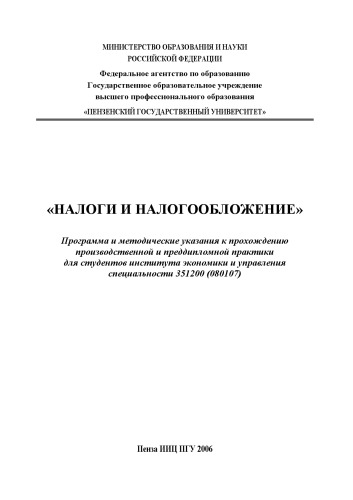 МИНИСТЕРСТВО ОБРАЗОВАНИЯ И НАУКИ
РОССИЙСКОЙ ФЕДЕРАЦИИ
Федеральное агентство по образованию
Государственное образовательное учреждение
высшего профессионального образования
«ПЕНЗЕНСКИЙ ГОСУДАРСТВЕННЫЙ УНИВЕРСИТЕТ»
«НАЛОГИ И НАЛОГООБЛОЖЕНИЕ»
Программа и методические указания к прохождению
производственной и преддипломной практики
для студентов института экономики и управления
специальности 351200 (080107)
Пенза ИИЦ ПГУ 2006